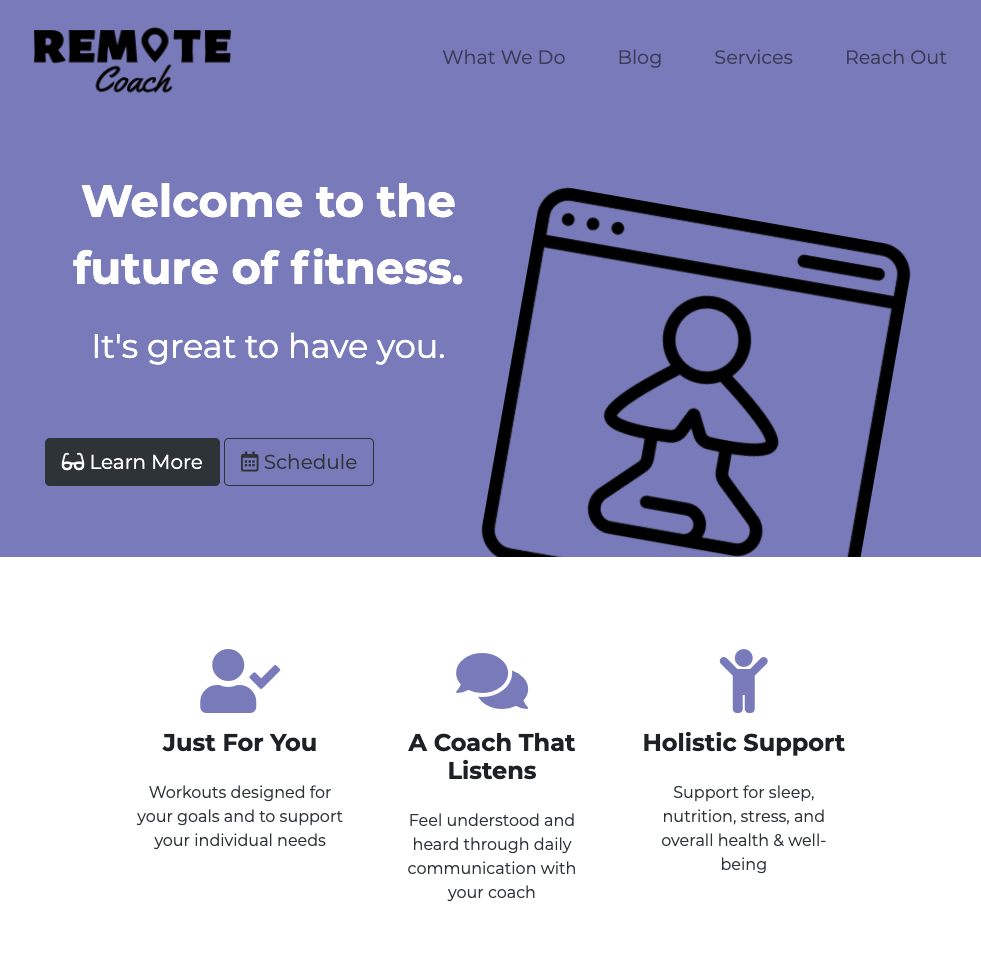 REMOTE
Coach
What We Do Blog Services Reach Out
Welcome to the
future of fitness.
It's great to have you.
Learn More Schedule
Just For You
Workouts designed for
your goals and to support
your individual needs
A Coach That
Listens
Feel understood and
heard through daily
communication with
your coach
Holistic Support
Support for sleep,
nutrition, stress, and
overall health & well-
being